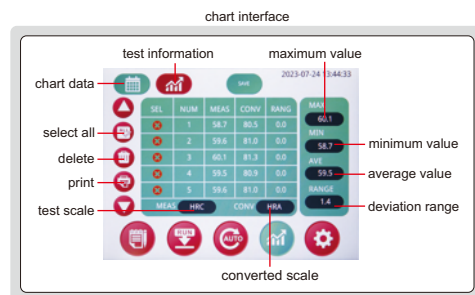 chart interface
test information
maximum value
chart data
SAVE
2023-07-24 13:44:33
SEL NUM MEAS CONV RANG
MAX
1 58.7 80.5 0.0
60.1
select all
2 59.6 81.0 0.0
MIN
58.7
minimum value
delete
3 60.1 81.3 0.0
AVE
print
4 59.5 80.9 0.0
59.5
average value
5 59.6 81.0 0.0
RANGE
test scale
MEAS HRC CONV HRA
1.4
deviation range
RUN
AUTO
converted scale